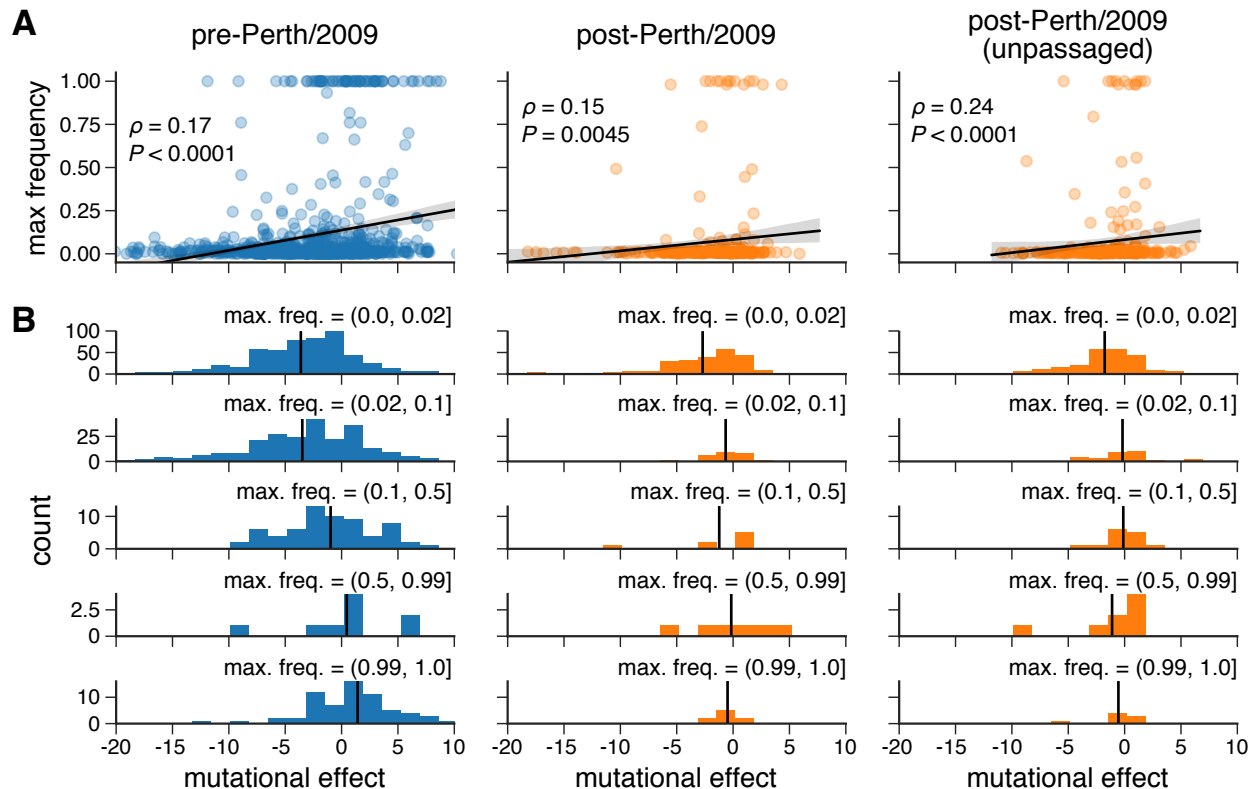 A
pre-Perth/2009
post-Perth/2009
post-Perth/2009
(unpassaged)
max frequency
1.00
0.75
0.50
0.25
0.00
ρ = 0.17
P < 0.0001
ρ = 0.15
P = 0.0045
ρ = 0.24
P < 0.0001
B
count
max. freq. = (0.0, 0.02]
max. freq. = (0.0, 0.02]
max. freq. = (0.0, 0.02]
100
50
0
max. freq. = (0.02, 0.1]
max. freq. = (0.02, 0.1]
max. freq. = (0.02, 0.1]
25
0
max. freq. = (0.1, 0.5]
max. freq. = (0.1, 0.5]
max. freq. = (0.1, 0.5]
10
0
max. freq. = (0.5, 0.99]
max. freq. = (0.5, 0.99]
max. freq. = (0.5, 0.99]
2.5
0
max. freq. = (0.99, 1.0]
max. freq. = (0.99, 1.0]
max. freq. = (0.99, 1.0]
10
0
-20 -15 -10 -5 0 5 10
-20 -15 -10 -5 0 5 10
-20 -15 -10 -5 0 5 10
mutational effect
mutational effect
mutational effect